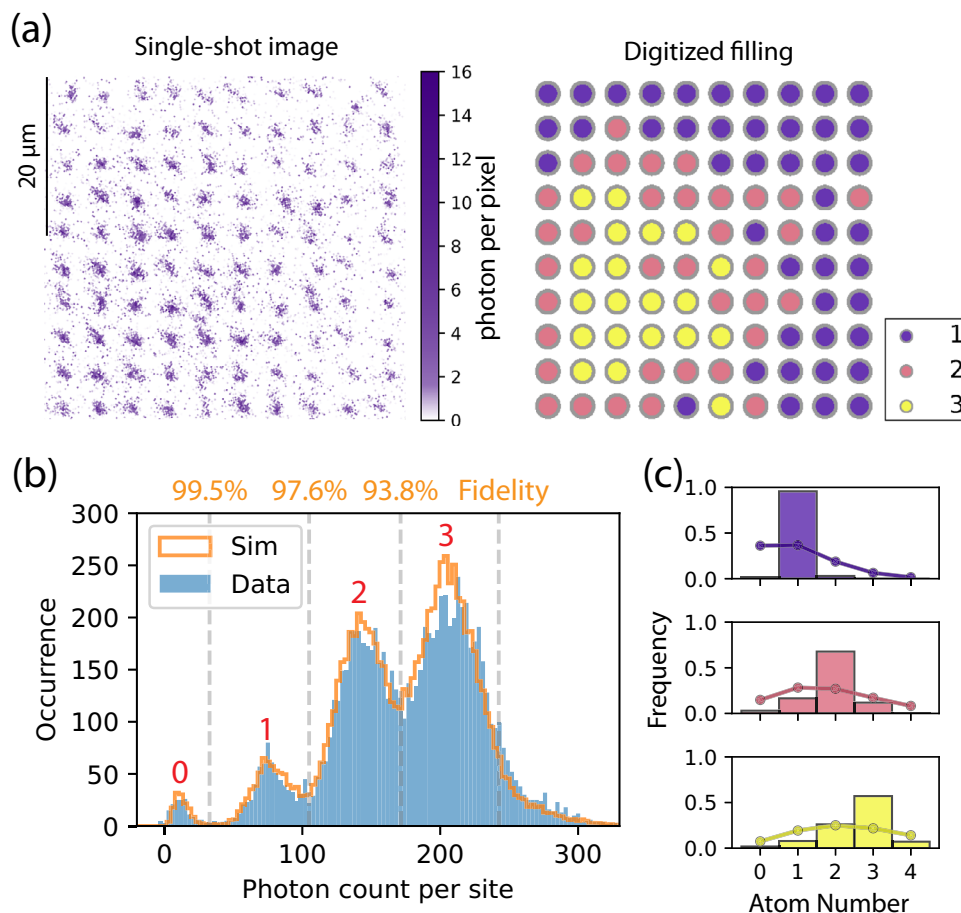 (a)
Single-shot image
Digitized filling
20 μm
16
14
12
10
8
6
4
2
0
photon per pixel
1
2
3
(b)
99.5% 97.6% 93.8% Fidelity
300
250
200
150
100
50
0
Occurrence
Sim
Data
0
1
2
3
0 100 200 300
Photon count per site
(c)
1.0
0.5
0.0
1.0
0.5
0.0
1.0
0.5
0.0
Frequency
0 1 2 3 4
Atom Number